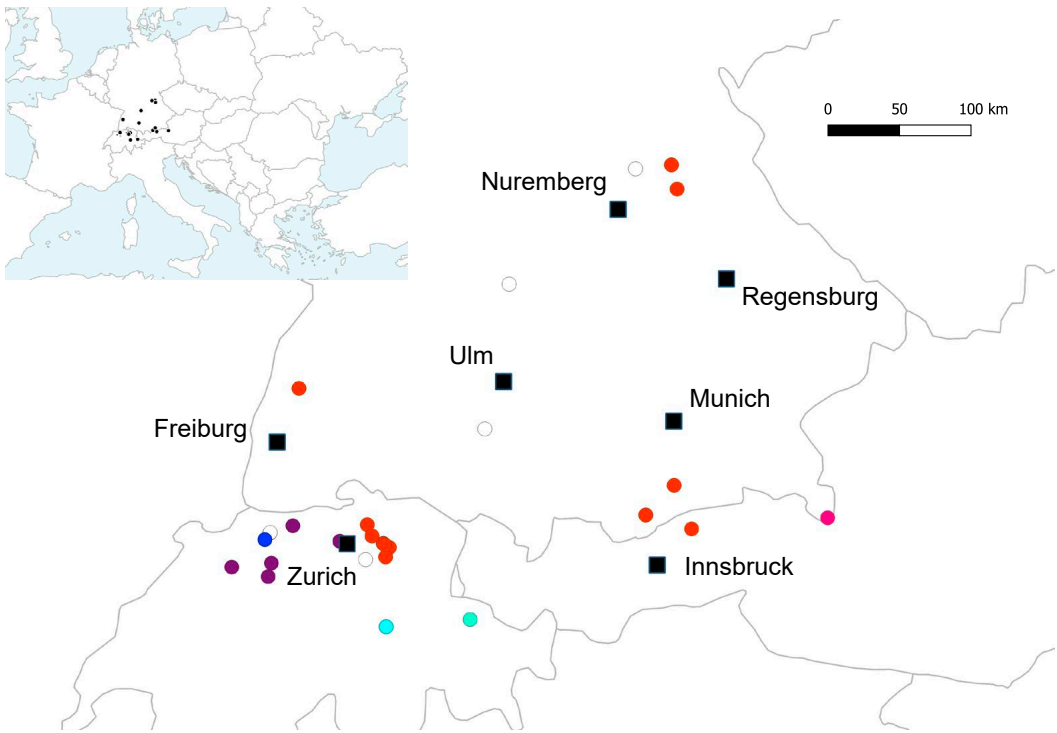 0 50 100 km
Nuremberg
Regensburg
Ulm
Munich
Freiburg
Innsbruck
Zurich